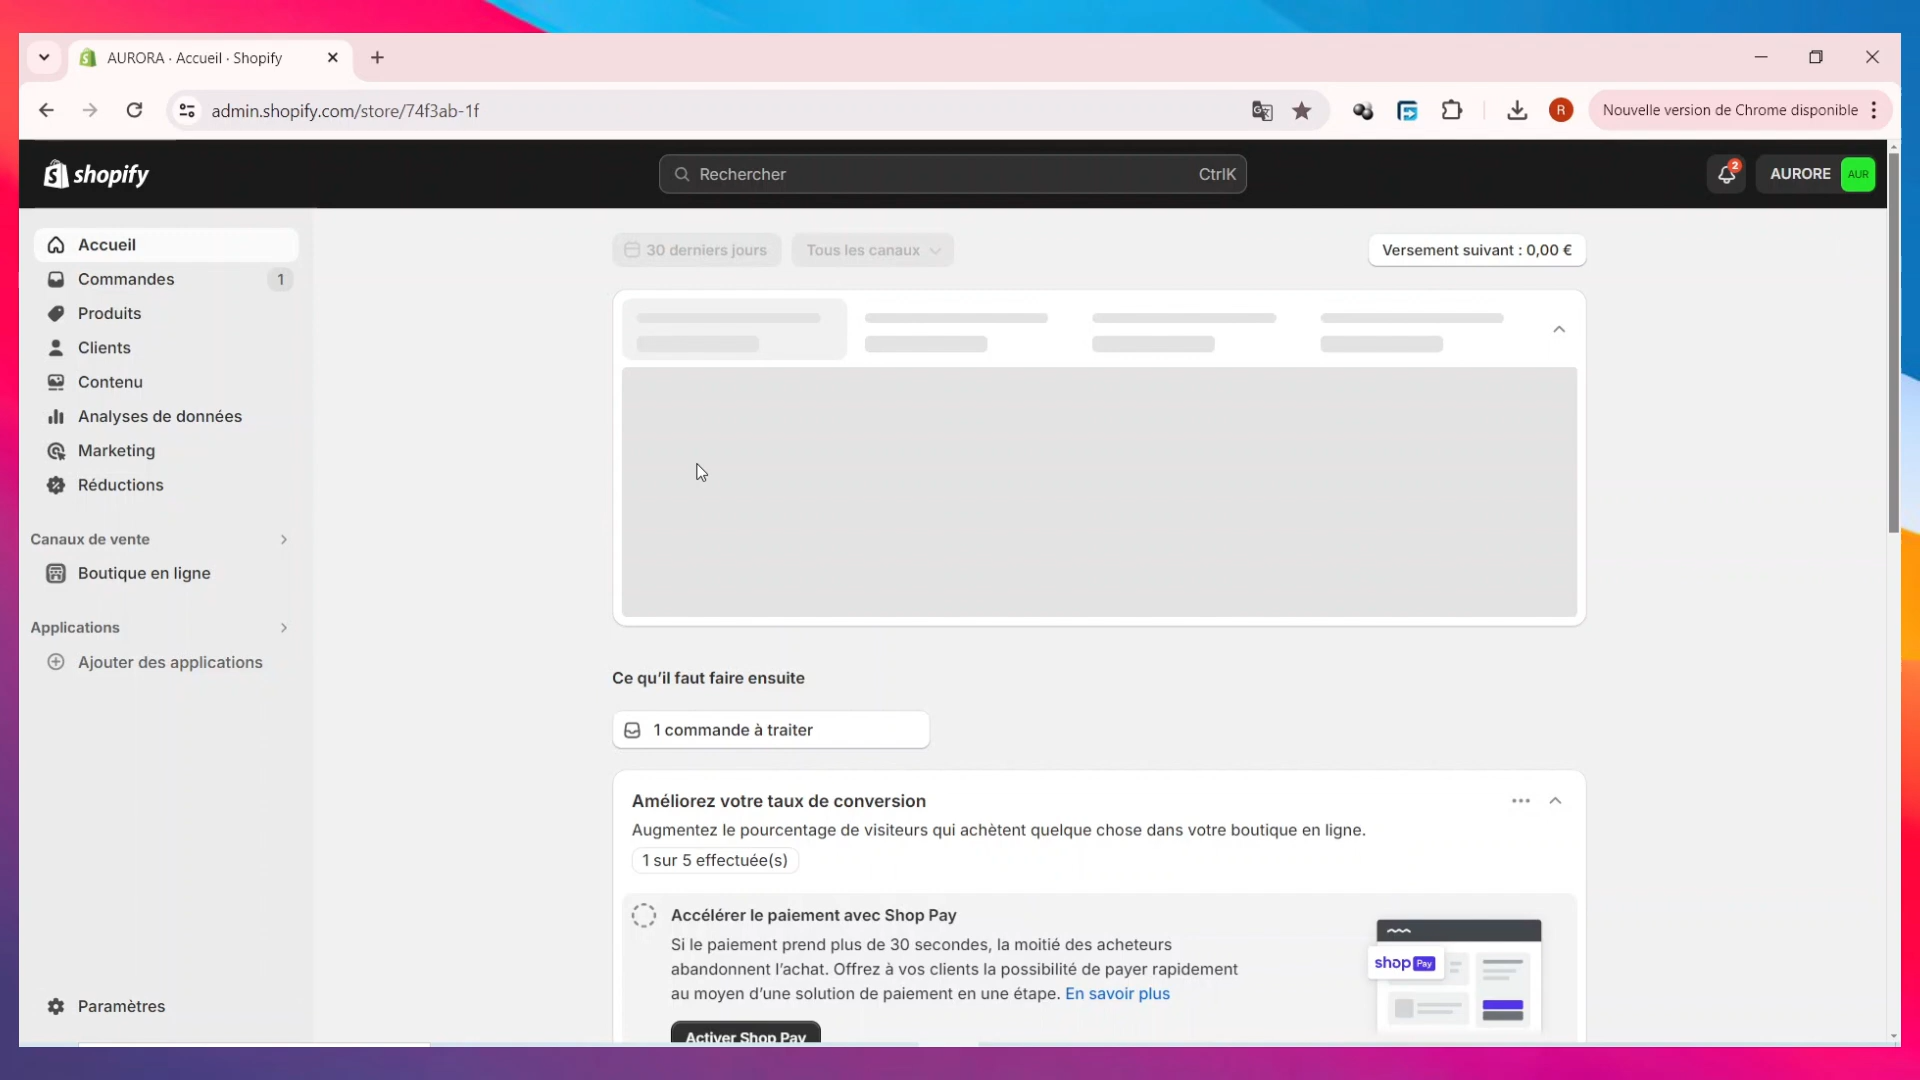 AURORA · Accueil · Shopify
admin.shopify.com/store/74f3ab-1f
R
Nouvelle version de Chrome disponible
shopify
Rechercher
CtrlK
2
AURORE
AUR
Accueil
Commandes
1
Produits
Clients
Contenu
Analyses de données
Marketing
Réductions
Canaux de vente
Boutique en ligne
Applications
Ajouter des applications
Paramètres
30 derniers jours
Tous les canaux
Versement suivant : 0,00 €
Ce qu’il faut faire ensuite
1 commande à traiter
Améliorez votre taux de conversion
Augmentez le pourcentage de visiteurs qui achètent quelque chose dans votre boutique en ligne.
1 sur 5 effectuée(s)
Accélérer le paiement avec Shop Pay
Si le paiement prend plus de 30 secondes, la moitié des acheteurs
abandonnent l’achat. Offrez à vos clients la possibilité de payer rapidement
au moyen d’une solution de paiement en une étape. En savoir plus
shop Pay
Activer Shop Pay